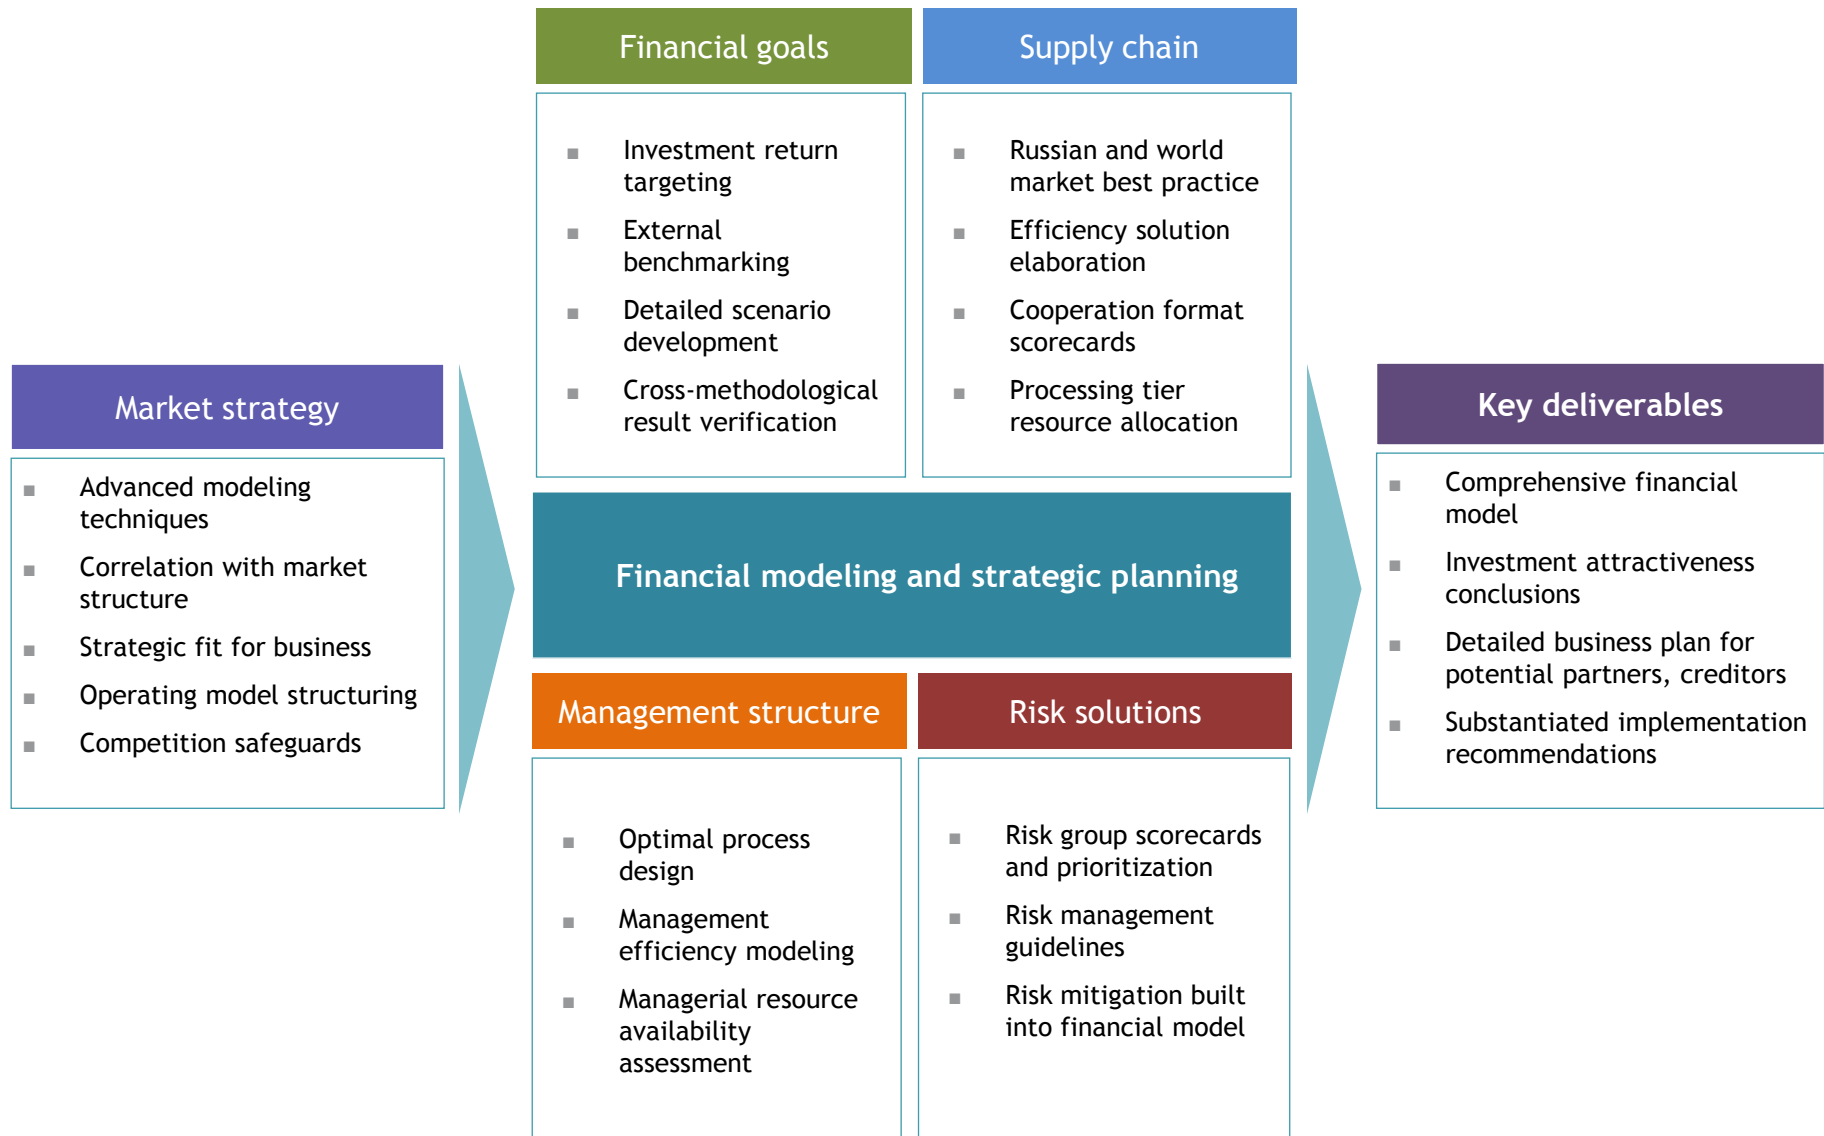 Financial goals
Supply chain
Investment return
targeting
External
benchmarking
Detailed scenario
development
Cross-methodological
result verification
Russian and world
market best practice
Efficiency solution
elaboration
Cooperation format
scorecards
Processing tier
resource allocation
Market strategy
Advanced modeling
techniques
Correlation with market
structure
Strategic fit for business
Operating model structuring
Competition safeguards
Financial modeling and strategic planning
Key deliverables
Comprehensive financial
model
Investment attractiveness
conclusions
Detailed business plan for
potential partners, creditors
Substantiated implementation
recommendations
Management structure
Risk solutions
Optimal process
design
Management
efficiency modeling
Managerial resource
availability
assessment
Risk group scorecards
and prioritization
Risk management
guidelines
Risk mitigation built
into financial model